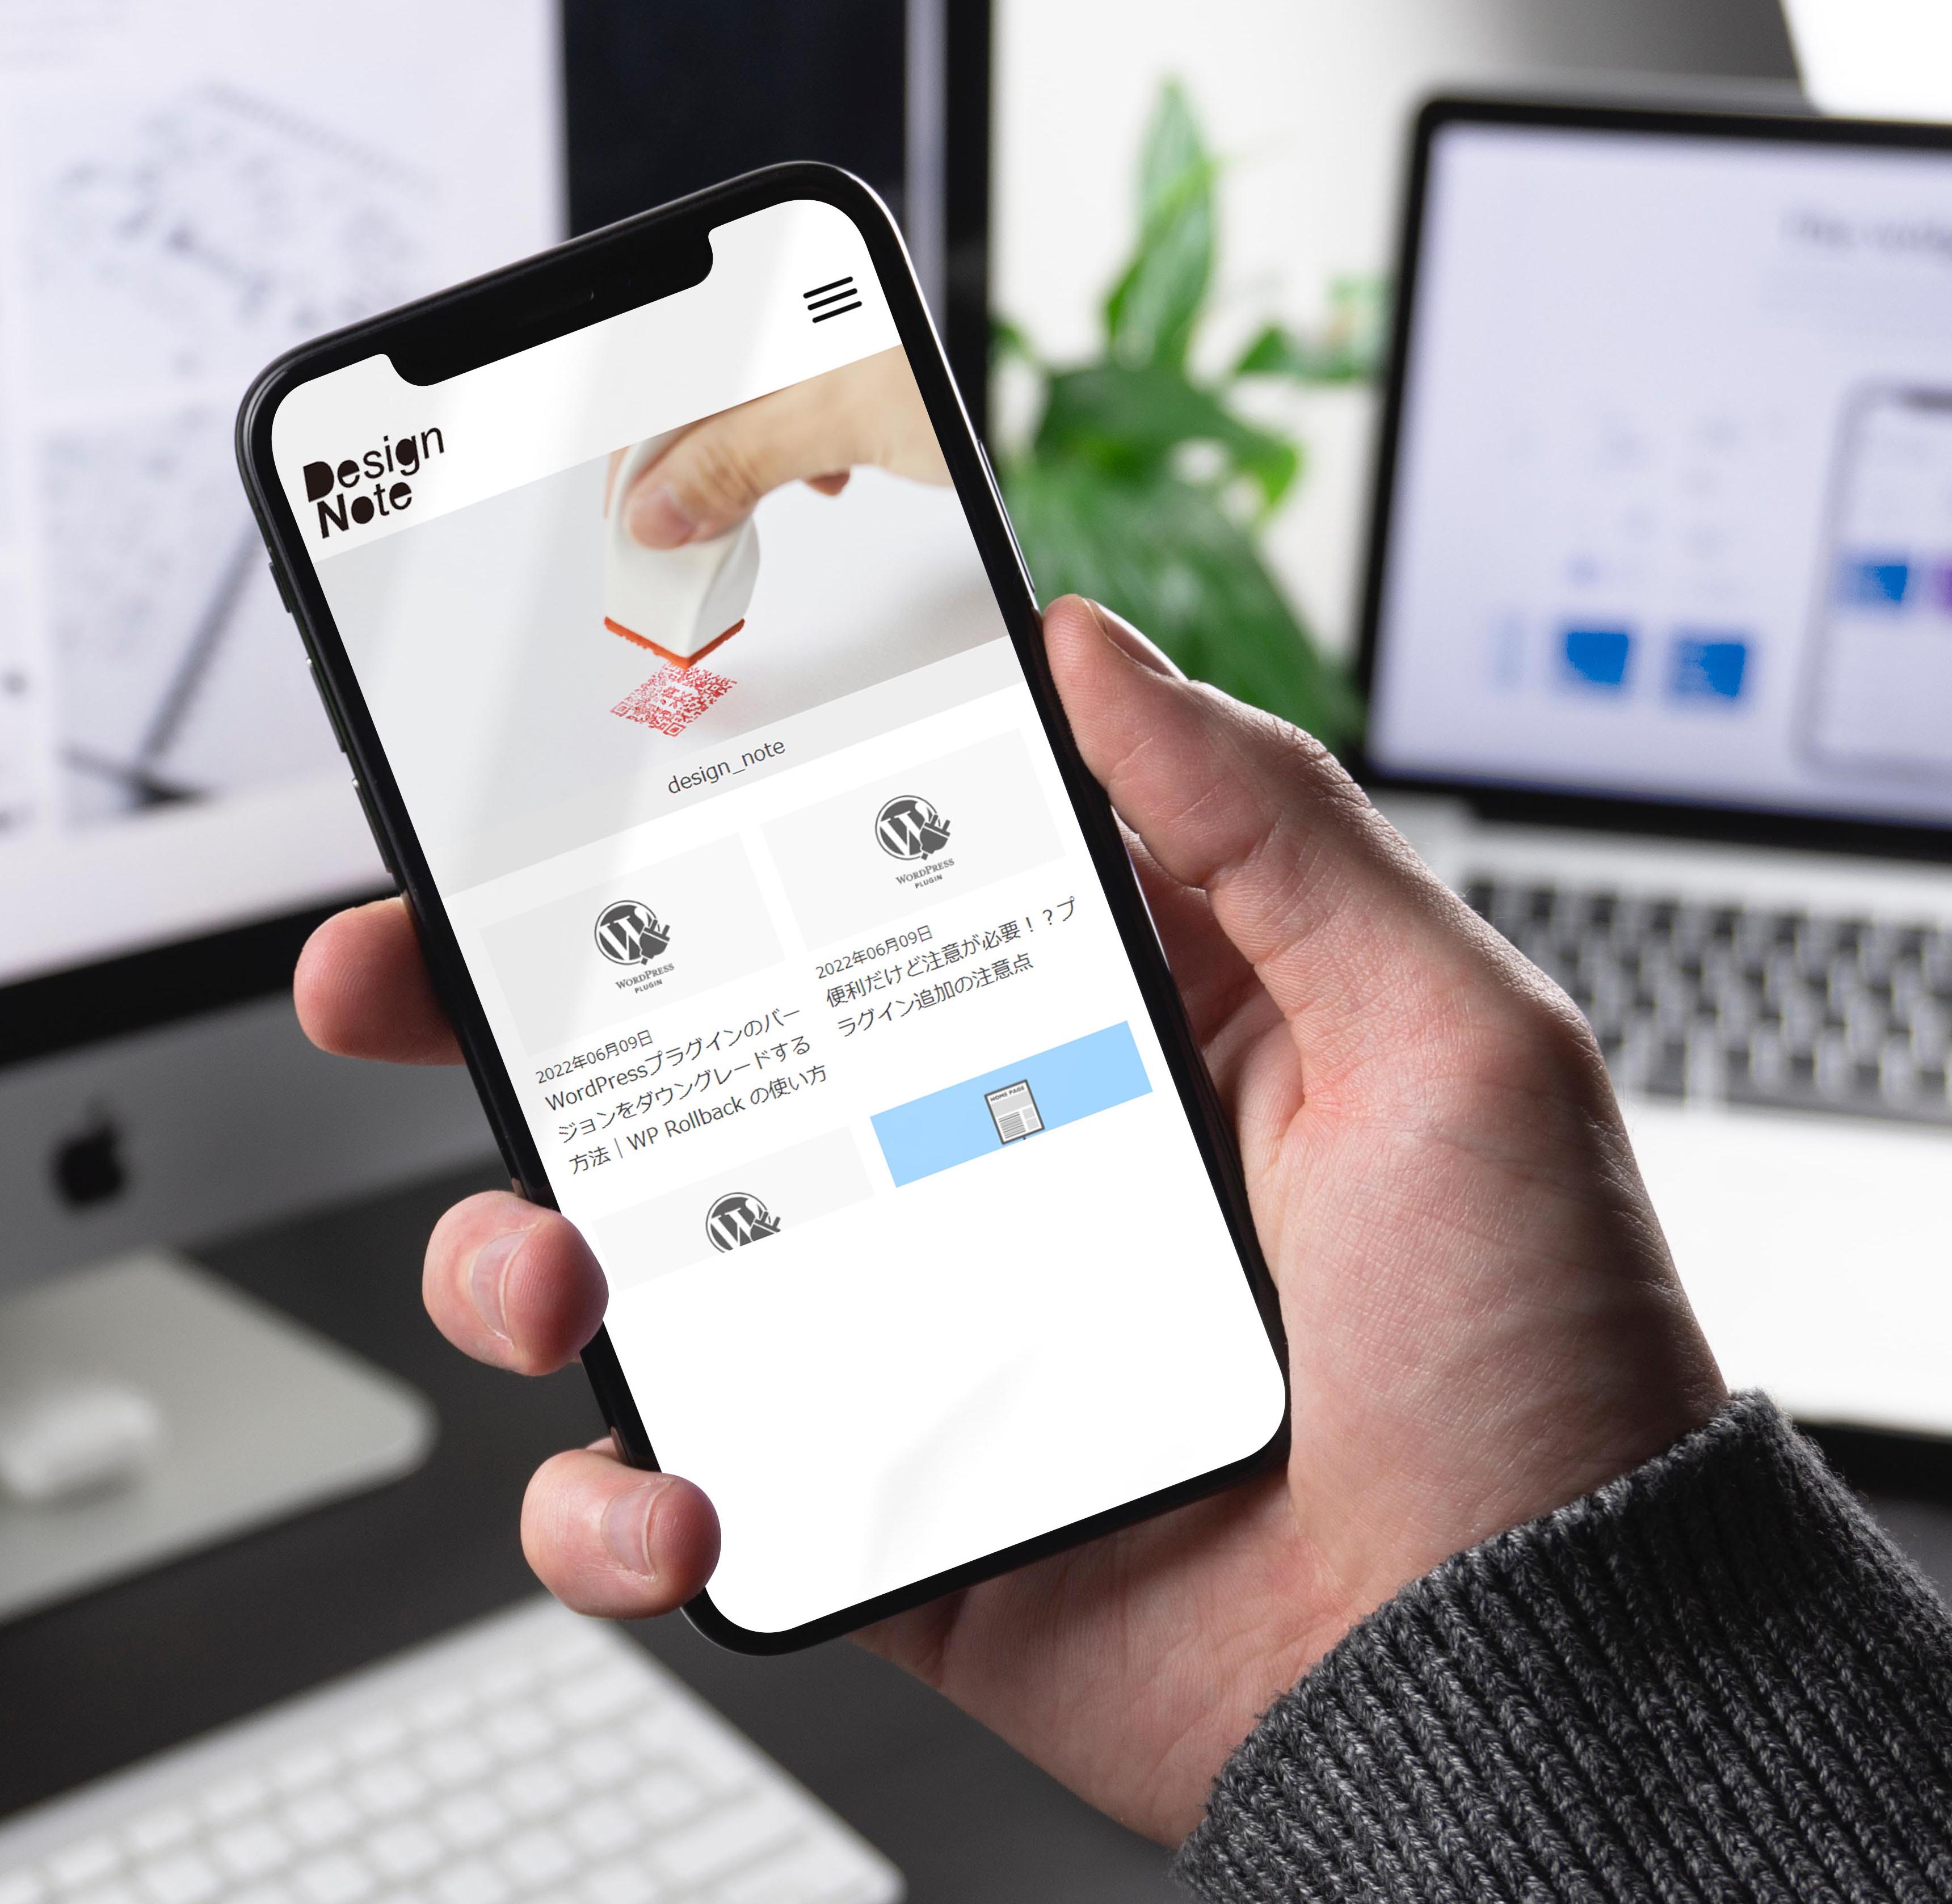 Design
Note
design_note
WORDPRESS
PLUGIN
2022年06月09日
WordPressプラグインのバー
ジョンをダウングレードする
方法｜WP Rollback の使い方
WORDPRESS
PLUGIN
2022年06月09日
便利だけど注意が必要！？プ
ラグイン追加の注意点
HOME PAGE